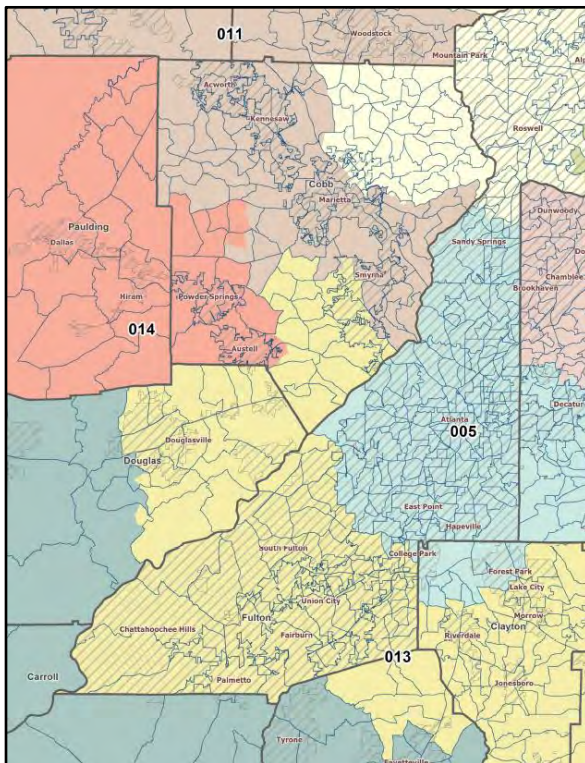 011
Woodstock
Mountain Park
Acworth
Kennesaw
Roswell
Cobb
Marietta
Paulding
Dallas
Sandy Springs
Dunwoody
Chamblee
Brookhaven
Smyrna
Hiram
Powder Springs
014
Austell
Atlanta
005
Decatur
Douglasville
Douglas
East Point
Hapeville
College Park
South Fulton
Forest Park
Lake City
Union City
Morrow
Chattahoochee Hills
Fulton
Fairburn
Riverdale
Clayton
013
Carroll
Palmetto
Jonesboro
Tyrone
Fayetteville